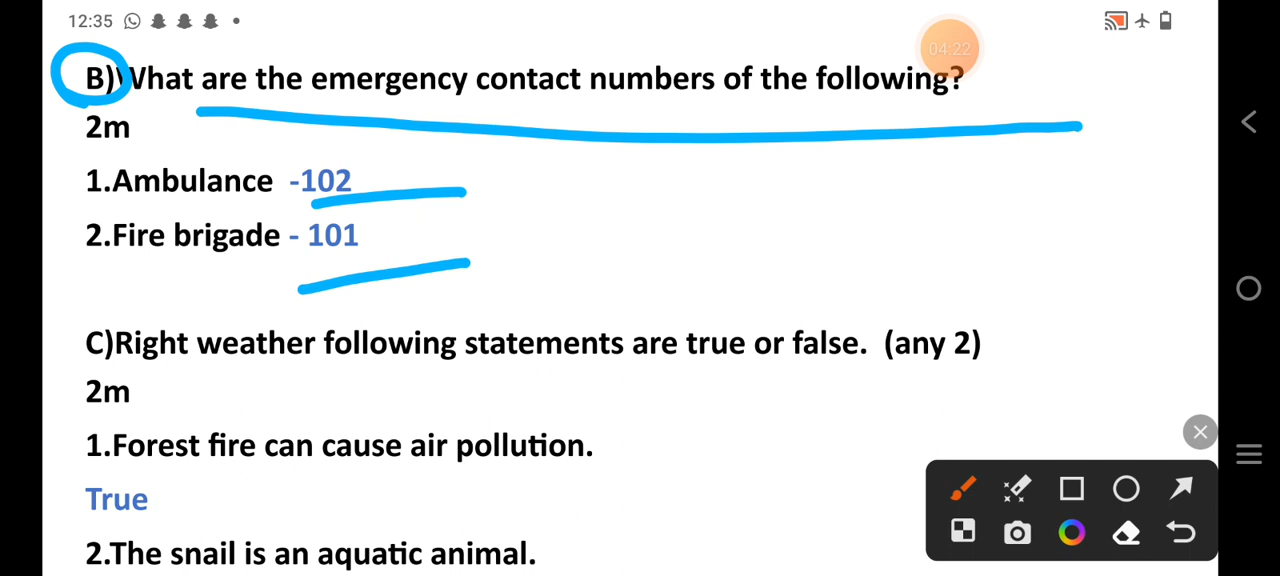 12:35
04:22
B)What are the emergency contact numbers of the following?
2m
1.Ambulance -102
2.Fire brigade - 101
C)Right weather following statements are true or false. (any 2)
2m
1.Forest fire can cause air pollution.
True
2.The snail is an aquatic animal.